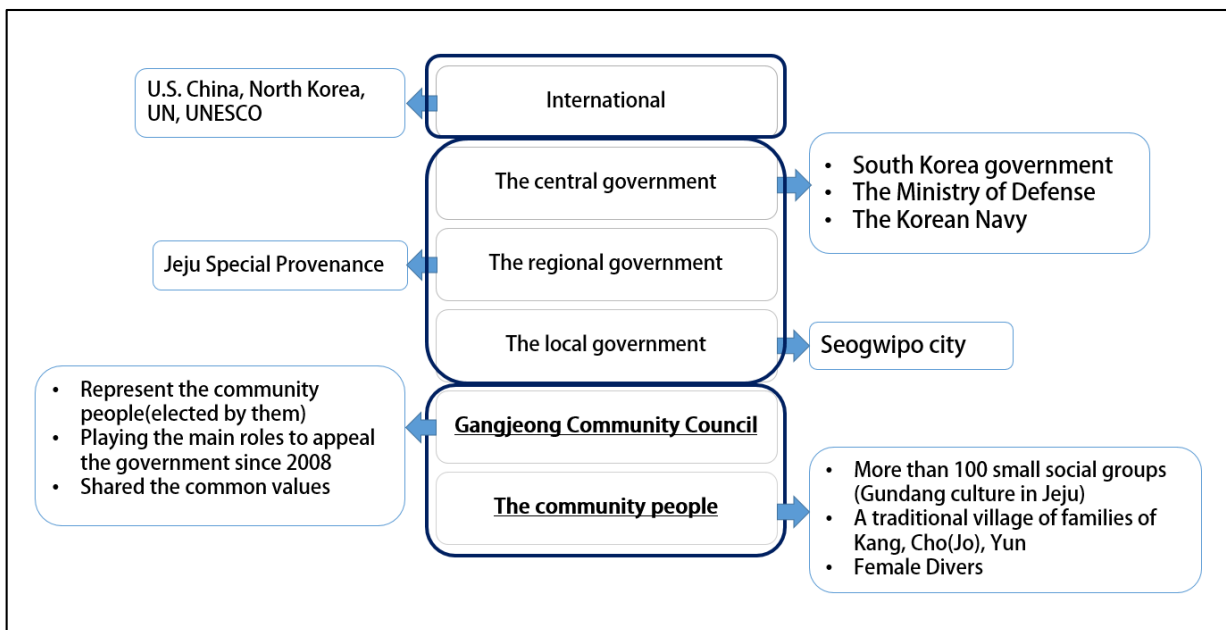 U.S. China, North Korea,
UN, UNESCO
International
The central government
• South Korea government
• The Ministry of Defense
• The Korean Navy
Jeju Special Provenance
The regional government
The local government
Seogwipo city
• Represent the community
people(elected by them)
• Playing the main roles to appeal
the government since 2008
• Shared the common values
Gangjeong Community Council
The community people
• More than 100 small social groups
(Gundang culture in Jeju)
• A traditional village of families of
Kang, Cho(Jo), Yun
• Female Divers